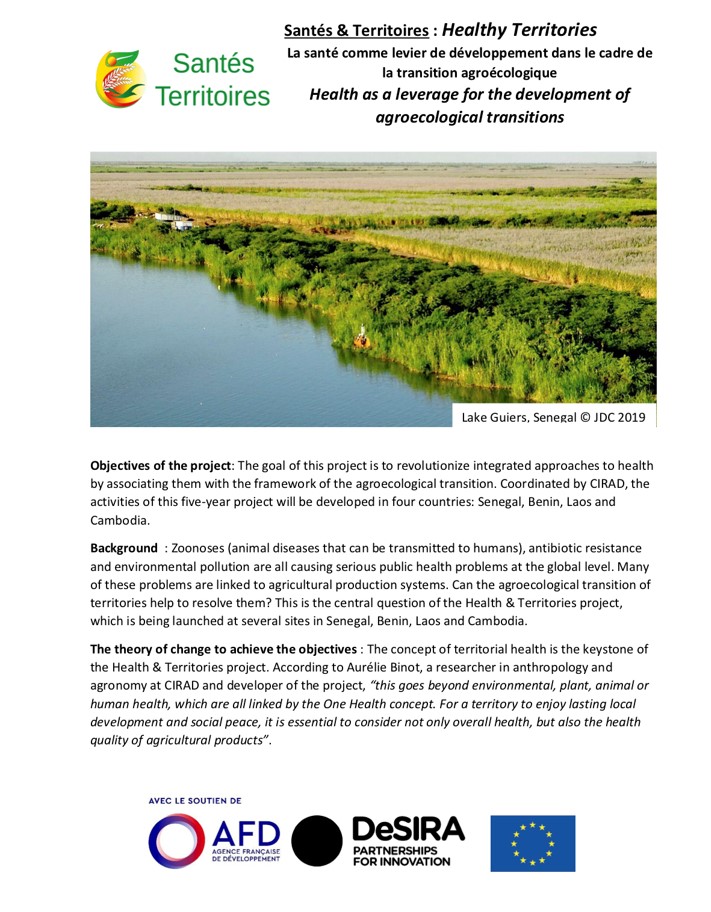 Santés & Territoires : Healthy Territories
La santé comme levier de développement dans le cadre de
la transition agroécologique
Health as a leverage for the development of
agroecological transitions
Santés
Territoires
Lake Guiers, Senegal © JDC 2019
Objectives of the project: The goal of this project is to revolutionize integrated approaches to health
by associating them with the framework of the agroecological transition. Coordinated by CIRAD, the
activities of this five-year project will be developed in four countries: Senegal, Benin, Laos and
Cambodia.
Background : Zoonoses (animal diseases that can be transmitted to humans), antibiotic resistance
and environmental pollution are all causing serious public health problems at the global level. Many
of these problems are linked to agricultural production systems. Can the agroecological transition of
territories help to resolve them? This is the central question of the Health & Territories project,
which is being launched at several sites in Senegal, Benin, Laos and Cambodia.
The theory of change to achieve the objectives : The concept of territorial health is the keystone of
the Health & Territories project. According to Aurélie Binot, a researcher in anthropology and
agronomy at CIRAD and developer of the project, “this goes beyond environmental, plant, animal or
human health, which are all linked by the One Health concept. For a territory to enjoy lasting local
development and social peace, it is essential to consider not only overall health, but also the health
quality of agricultural products”.
AVEC LE SOUTIEN DE
AFD
AGENCE FRANÇAISE
DE DÉVELOPPEMENT
DeSIRA
PARTNERSHIPS
FOR INNOVATION